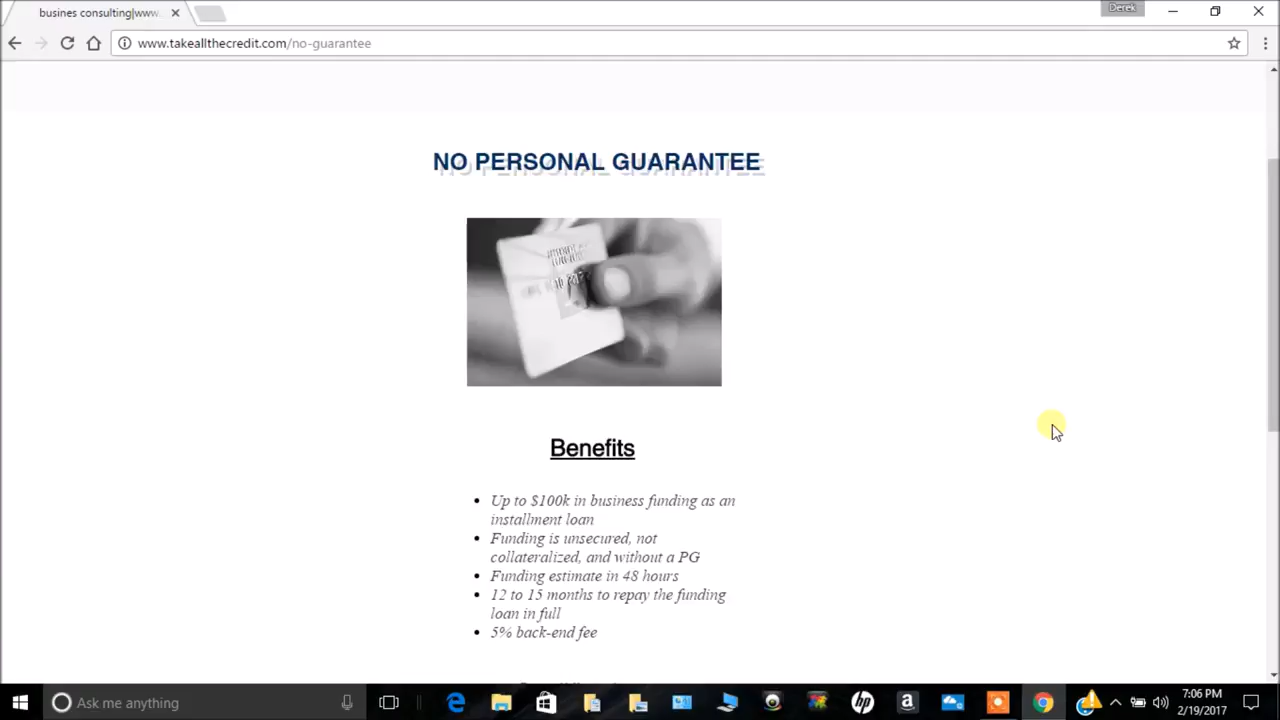 busines consulting|www.
Derek
www.takeallthecredit.com/no-guarantee
NO PERSONAL GUARANTEE
Benefits
Up to $100k in business funding as an
installment loan
Funding is unsecured, not
collateralized, and without a PG
Funding estimate in 48 hours
12 to 15 months to repay the funding
loan in full
5% back-end fee
Ask me anything
7:06 PM
2/19/2017